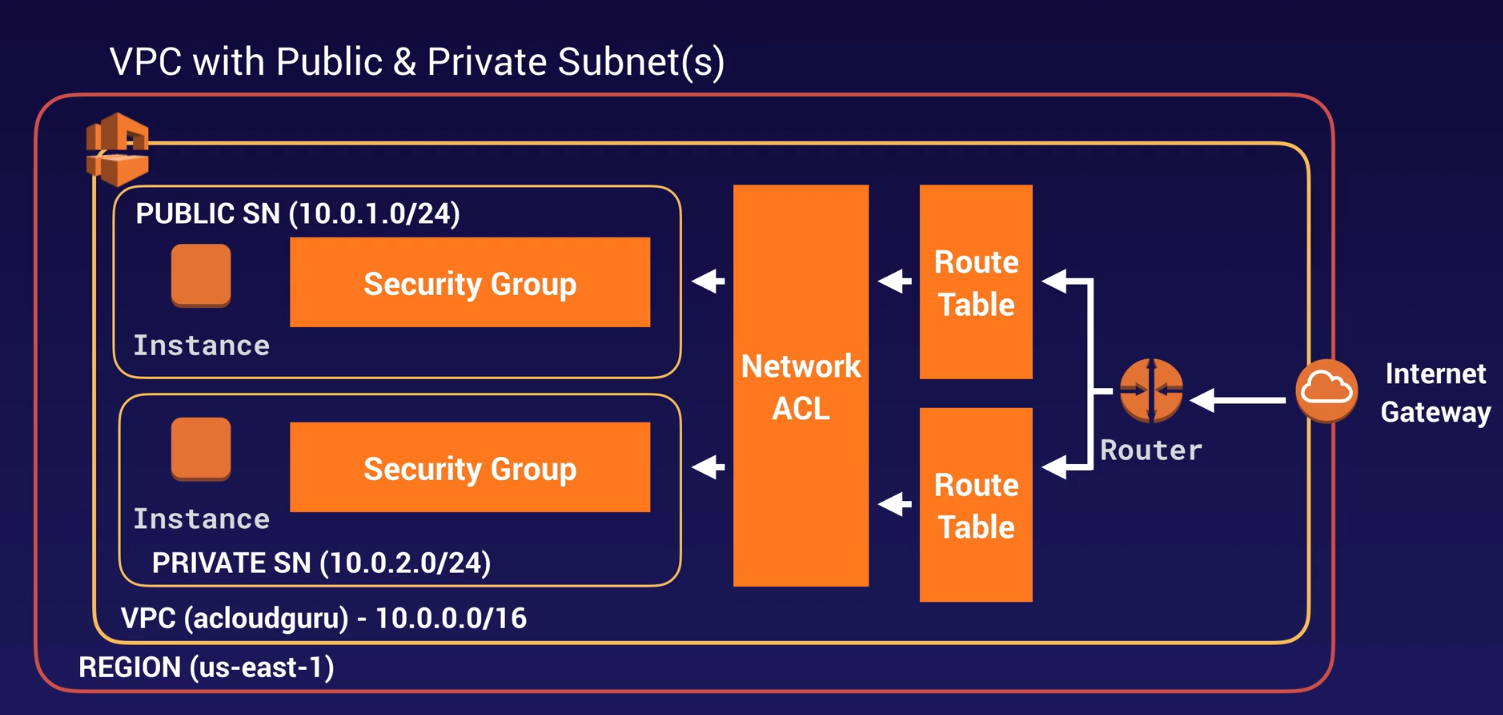 VPC with Public & Private Subnet(s)
PUBLIC SN (10.0.1.0/24)
Security Group
Instance
Security Group
Instance
PRIVATE SN (10.0.2.0/24)
Network
ACL
Route
Table
Route
Table
Router
Internet
Gateway
VPC (acloudguru) - 10.0.0.0/16
REGION (us-east-1)